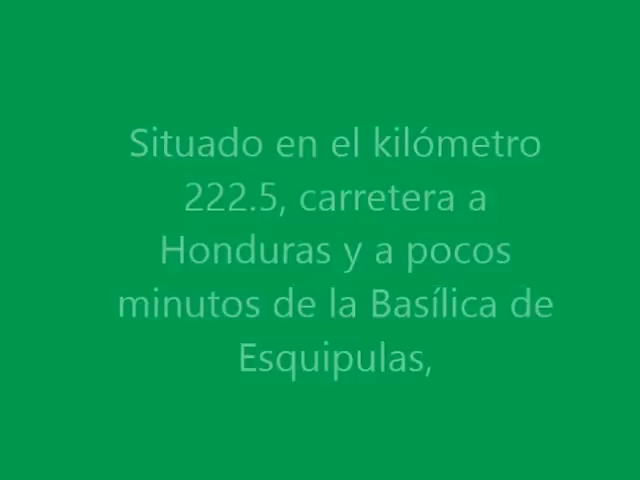 Situado en el kilómetro
222.5, carretera a
Honduras y a pocos
minutos de la Basílica de
Esquipulas,